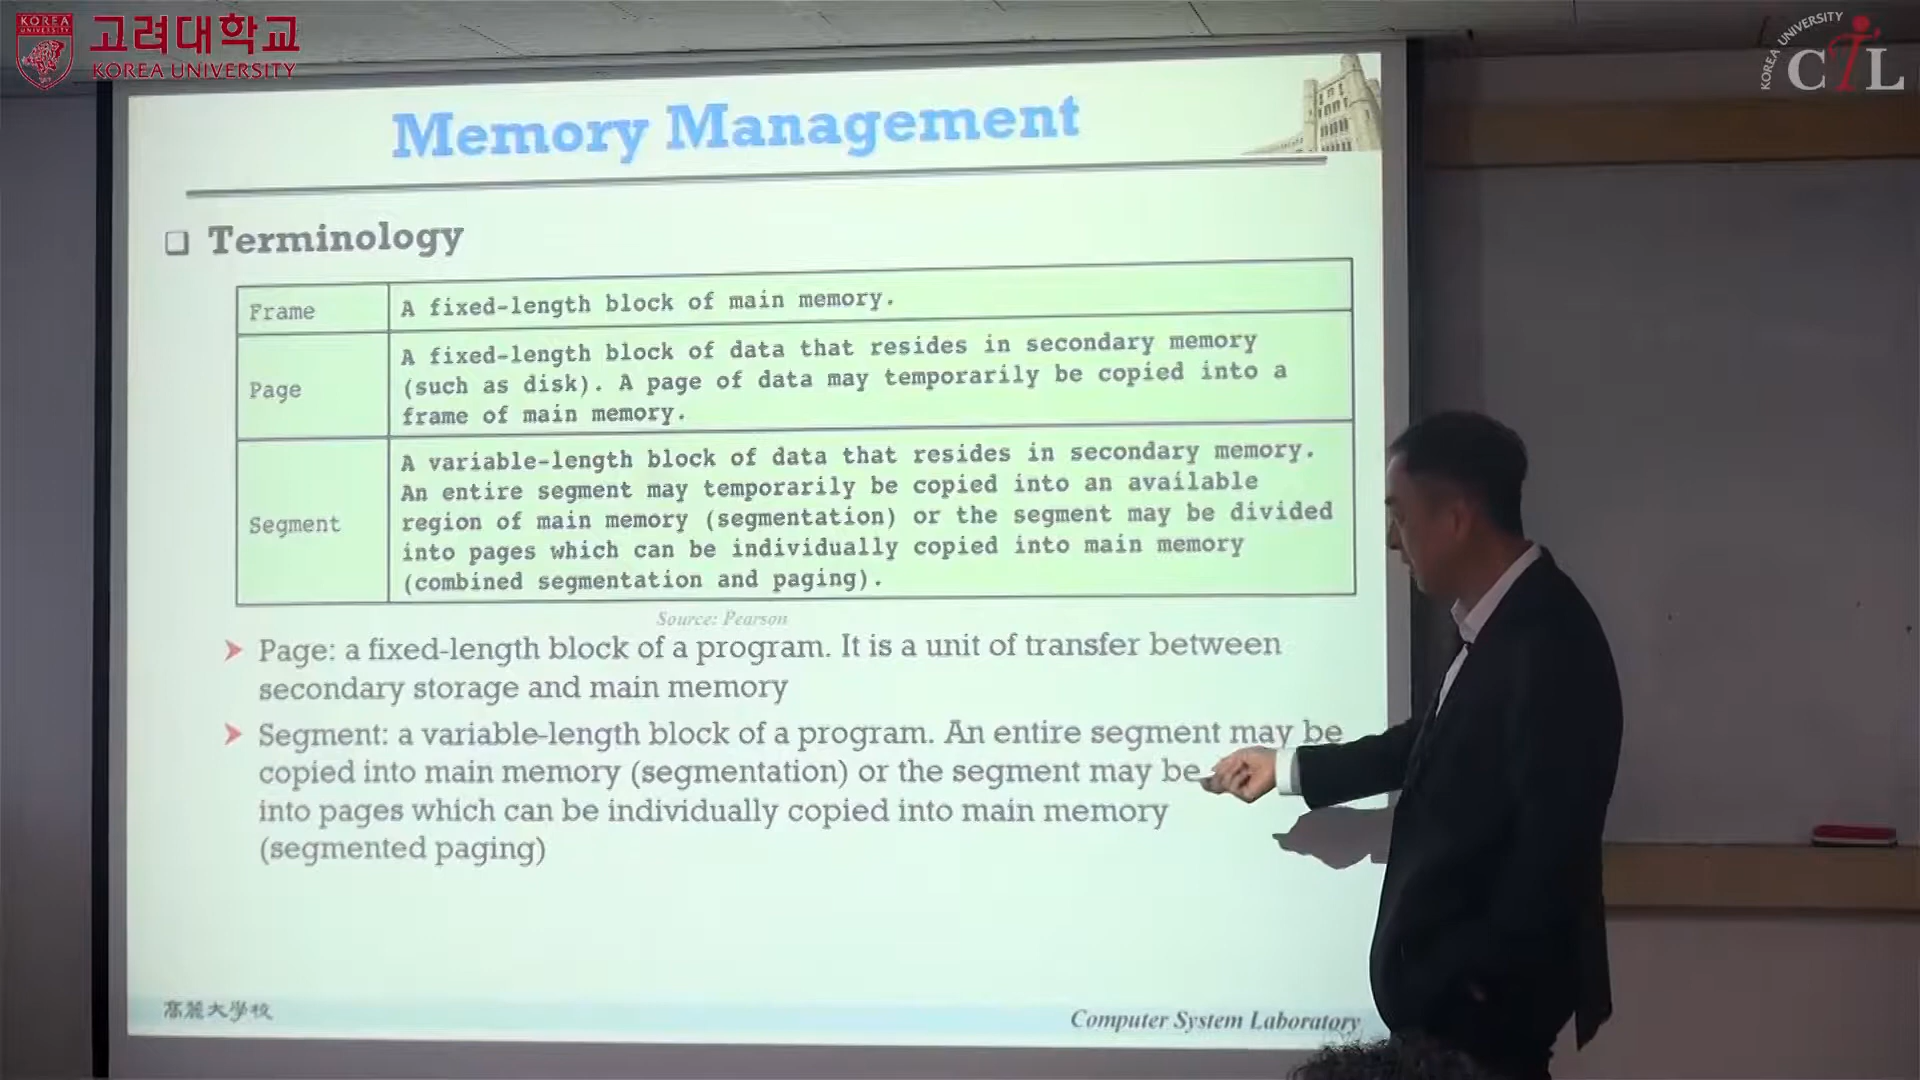 KOREA
UNIVERSITY
고려대학교
KOREA UNIVERSITY
KOREA UNIVERSITY
CTL
Memory Management
Terminology
Frame
A fixed-length block of main memory.
Page
A fixed-length block of data that resides in secondary memory
(such as disk). A page of data may temporarily be copied into a
frame of main memory.
Segment
A variable-length block of data that resides in secondary memory.
An entire segment may temporarily be copied into an available
region of main memory (segmentation) or the segment may be divided
into pages which can be individually copied into main memory
(combined segmentation and paging).
Source: Pearson
Page: a fixed-length block of a program. It is a unit of transfer between
secondary storage and main memory
Segment: a variable-length block of a program. An entire segment may be
copied into main memory (segmentation) or the segment may be
into pages which can be individually copied into main memory
(segmented paging)
高麗大學校
Computer System Laboratory